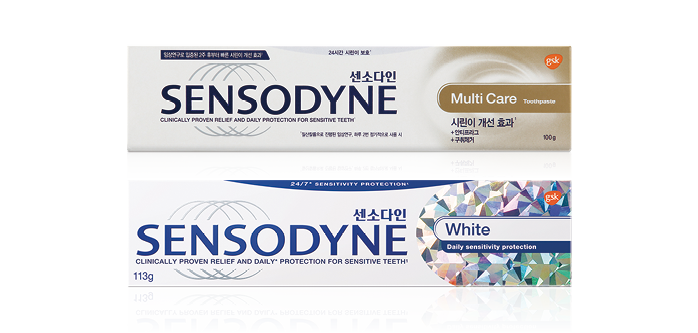 임상연구로 입증된 2주 후부터 빠른 시린이 개선 효과¹
24시간 시린이 보호¹
gsk
센소다인
SENSODYNE
CLINICALLY PROVEN RELIEF AND DAILY PROTECTION FOR SENSITIVE TEETH
Multi Care Toothpaste
시린이 개선 효과¹
+ 안티프라그
+ 구취제거
100g
24/7* SENSITIVITY PROTECTION
gsk
센소다인
SENSODYNE
CLINICALLY PROVEN RELIEF AND DAILY* PROTECTION FOR SENSITIVE TEETH
White
Daily sensitivity protection
113g